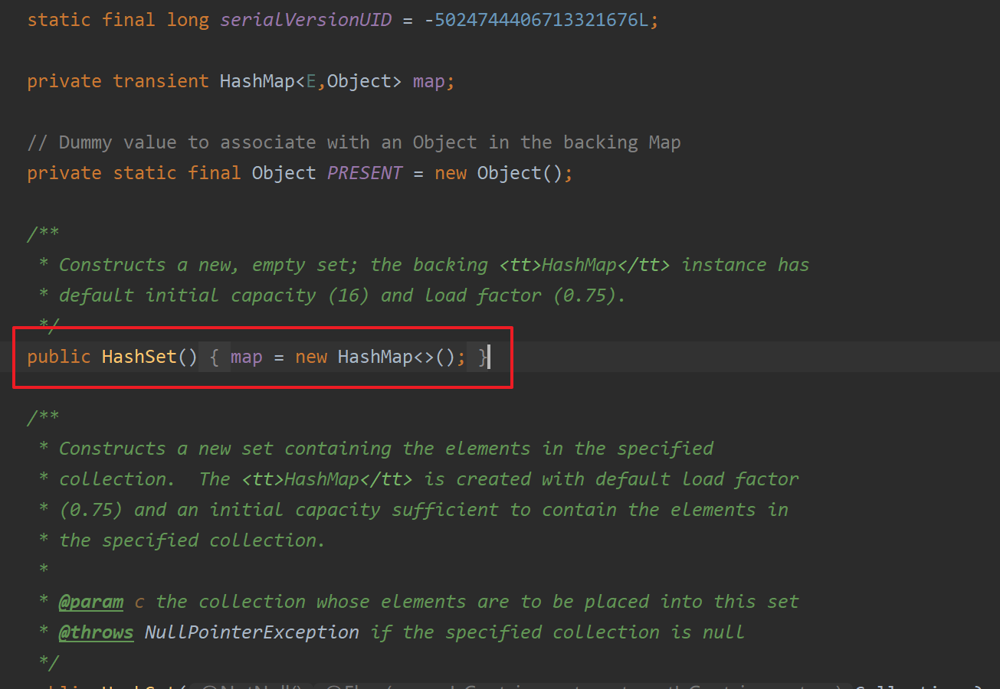 static final long serialVersionUID = -5024744406713321676L;
private transient HashMap<E,Object> map;
// Dummy value to associate with an Object in the backing Map
private static final Object PRESENT = new Object();
/**
* Constructs a new, empty set; the backing <tt>HashMap</tt> instance has
* default initial capacity (16) and load factor (0.75).
*/
public HashSet() { map = new HashMap<>(); }
/**
* Constructs a new set containing the elements in the specified
* collection.  The <tt>HashMap</tt> is created with default load factor
* (0.75) and an initial capacity sufficient to contain the elements in
* the specified collection.
*
* @param c the collection whose elements are to be placed into this set
* @throws NullPointerException if the specified collection is null
*/